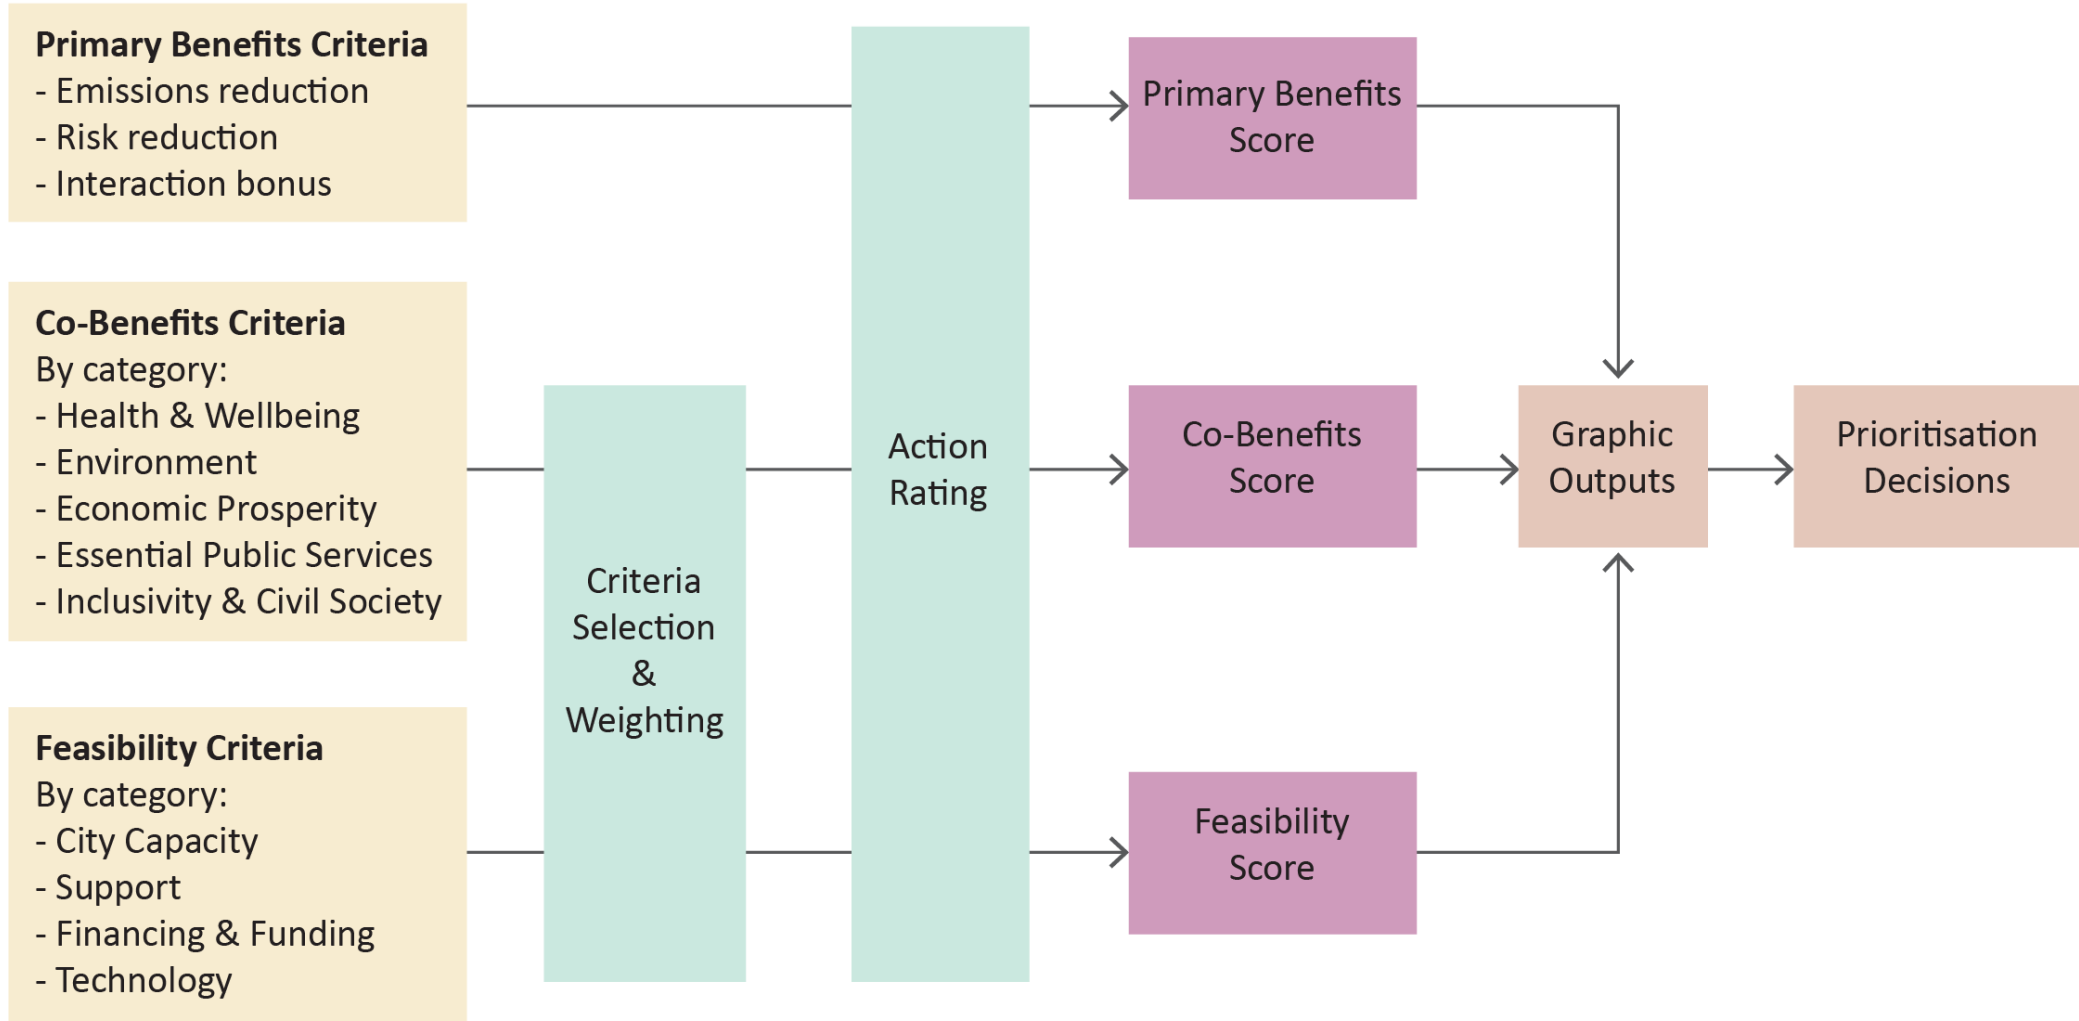 Primary Benefits Criteria
- Emissions reduction
- Risk reduction
- Interaction bonus
Co-Benefits Criteria
By category:
- Health & Wellbeing
- Environment
- Economic Prosperity
- Essential Public Services
- Inclusivity & Civil Society
Feasibility Criteria
By category:
- City Capacity
- Support
- Financing & Funding
- Technology
Criteria
Selection
&
Weighting
Action
Rating
Primary Benefits
Score
Co-Benefits
Score
Feasibility
Score
Graphic
Outputs
Prioritisation
Decisions